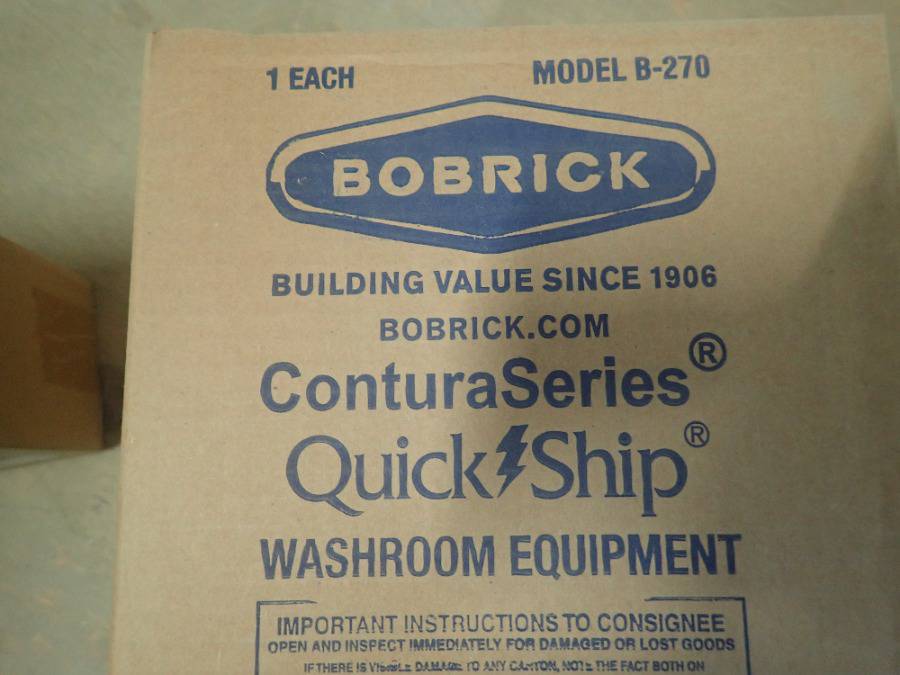 1 EACH MODEL B-270
BOBRICK
BUILDING VALUE SINCE 1906
BOBRICK.COM
ConturaSeries®
Quick Ship®
WASHROOM EQUIPMENT
IMPORTANT INSTRUCTIONS TO CONSIGNEE
OPEN AND INSPECT IMMEDIATELY FOR DAMAGED OR LOST GOODS
IF THERE IS VISIBLE DAMAGE TO ANY CARTON, NOTE THE FACT BOTH ON